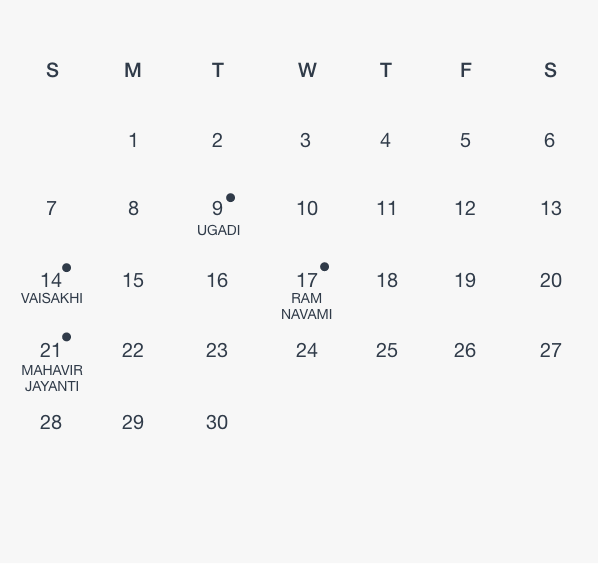 S M T W T F S
1 2 3 4 5 6
7 8 9 10 11 12 13
UGADI
14 15 16 17 18 19 20
VAISAKHI RAM
NAVAMI
21 22 23 24 25 26 27
MAHAVIR
JAYANTI
28 29 30